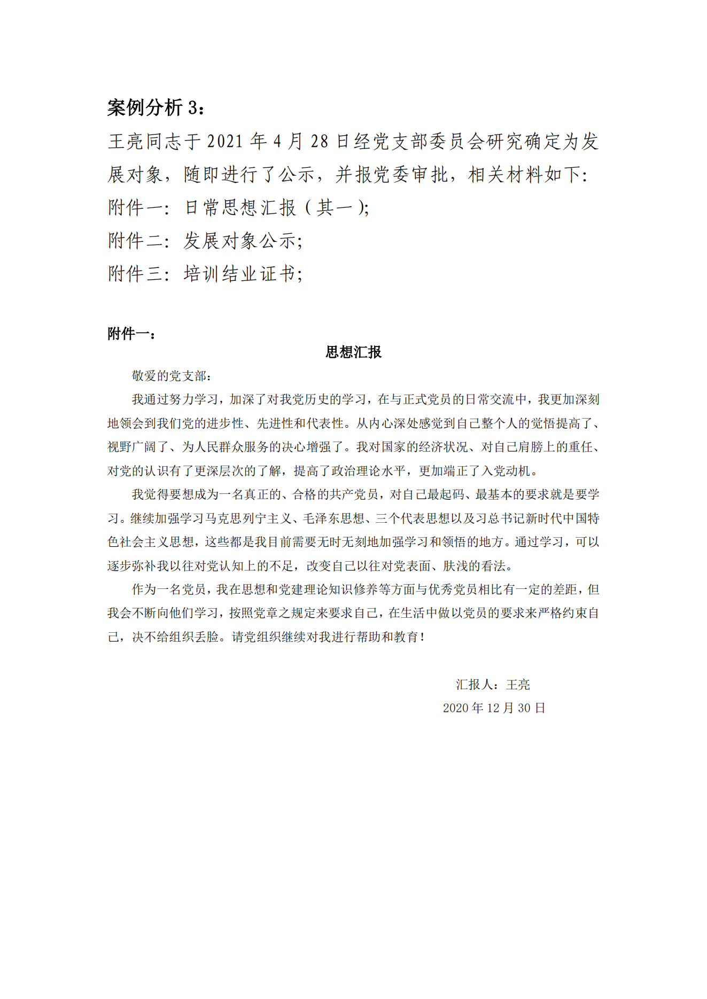 案例分析 3：
王亮同志于 2021 年 4 月 28 日经党支部委员会研究确定为发
展对象，随即进行了公示，并报党委审批，相关材料如下：
附件一：日常思想汇报（其一）；
附件二：发展对象公示；
附件三：培训结业证书；
附件一：
思想汇报
敬爱的党支部：
我通过努力学习，加深了对我党历史的学习，在与正式党员的日常交流中，我更加深刻
地领会到我们党的进步性、先进性和代表性。从内心深处感觉到自己整个人的觉悟提高了、
视野广阔了、为人民群众服务的决心增强了。我对国家的经济状况、对自己肩膀上的重任、
对党的认识有了更深层次的了解，提高了政治理论水平，更加端正了入党动机。
我觉得要想成为一名真正的、合格的共产党员，对自己最起码、最基本的要求就是要学
习。继续加强学习马克思列宁主义、毛泽东思想、三个代表思想以及习总书记新时代中国特
色社会主义思想，这些都是我目前需要无时无刻地加强学习和领悟的地方。通过学习，可以
逐步弥补我以往对党认知上的不足，改变自己以往对党表面、肤浅的看法。
作为一名党员，我在思想和党建理论知识修养等方面与优秀党员相比有一定的差距，但
我会不断向他们学习，按照党章之规定来要求自己，在生活中做以党员的要求来严格约束自
己，决不给组织丢脸。请党组织继续对我进行帮助和教育！
汇报人：王亮
2020 年 12 月 30 日